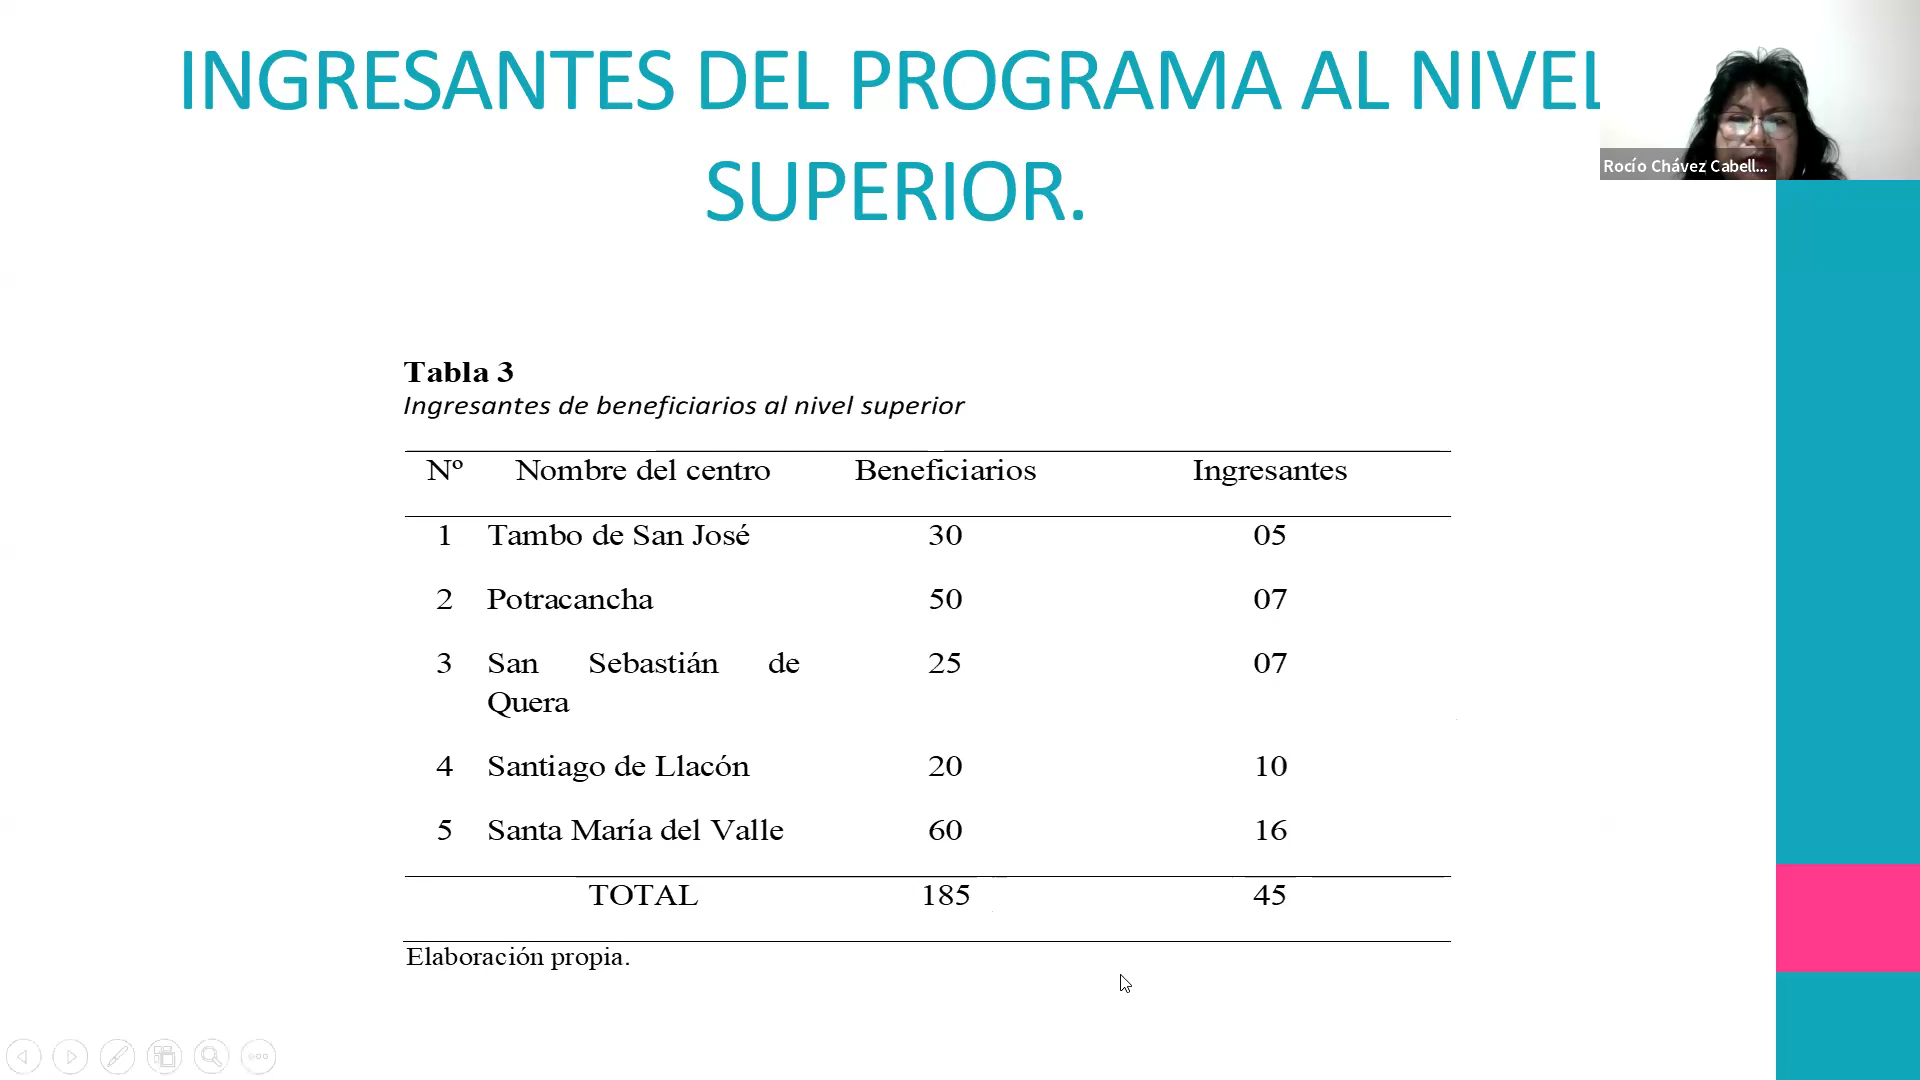 INGRESANTES DEL PROGRAMA AL NIVEL
SUPERIOR.
Rocío Chávez Cabell...
Tabla 3
Ingresantes de beneficiarios al nivel superior
Nº Nombre del centro Beneficiarios Ingresantes
1 Tambo de San José 30 05
2 Potracancha 50 07
3 San Sebastián de 25 07
Quera
4 Santiago de Llacón 20 10
5 Santa María del Valle 60 16
TOTAL 185 45
Elaboración propia.